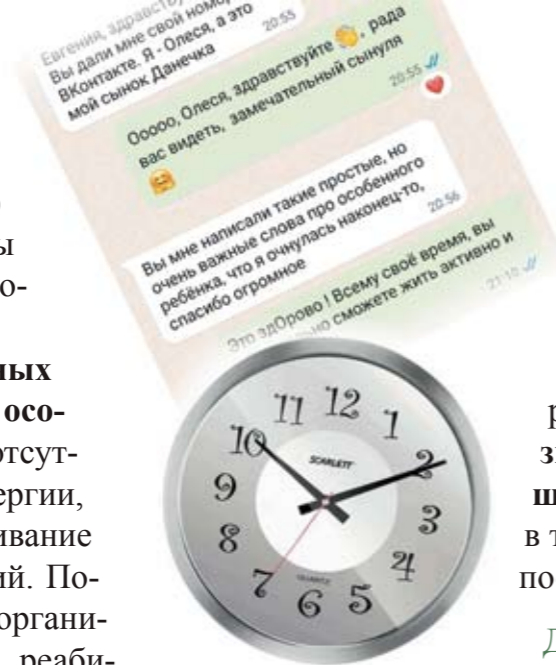 Евгения, здравствуйте
Вы дали мне свой номер
ВКонтакте. Я - Олеся, а это
мой сынок Данечка
20:55
Ооооо, Олеся, здравствуйте 👏, рада
вас видеть, замечательный сынуля
🤗
20:55
Вы мне написали такие простые, но
очень важные слова про особенного
ребёнка, что я очнулась наконец-то,
спасибо огромное
20:56
Это здОрово! Всему своё время, вы
сможете жить активно и
21:10
ы
о-
ных
осо-
отсут-
ергии,
ивание
ий. По-
органи-
реаби-
11 12 1
10 2
SCARLETT
9 3
8 4
QUARTZ
7 6 5
р
з
ш
в т
по
Д